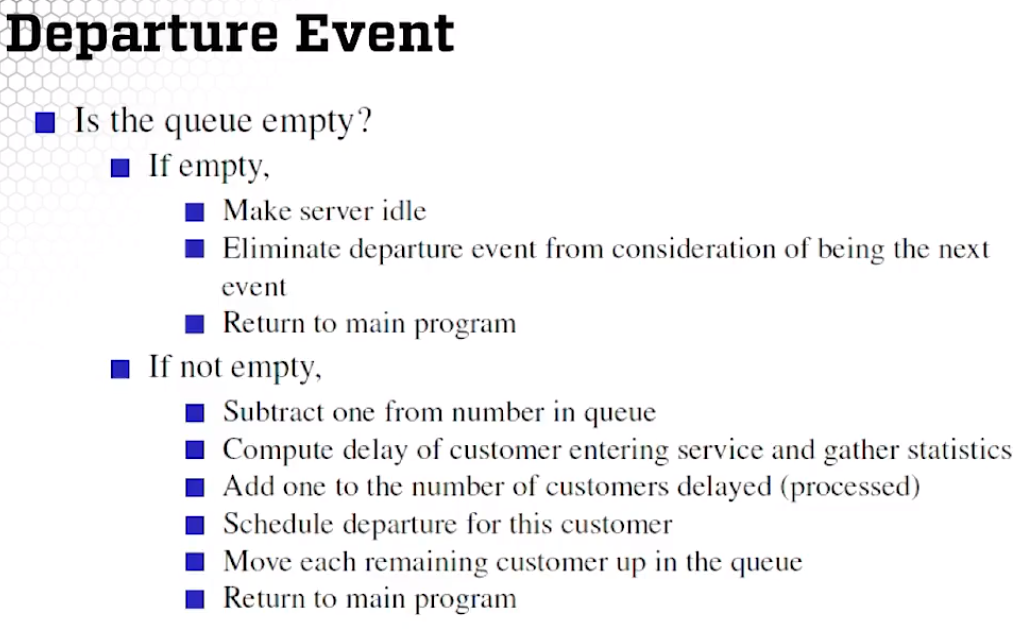 Departure Event
Is the queue empty?
If empty,
Make server idle
Eliminate departure event from consideration of being the next
event
Return to main program
If not empty,
Subtract one from number in queue
Compute delay of customer entering service and gather statistics
Add one to the number of customers delayed (processed)
Schedule departure for this customer
Move each remaining customer up in the queue
Return to main program